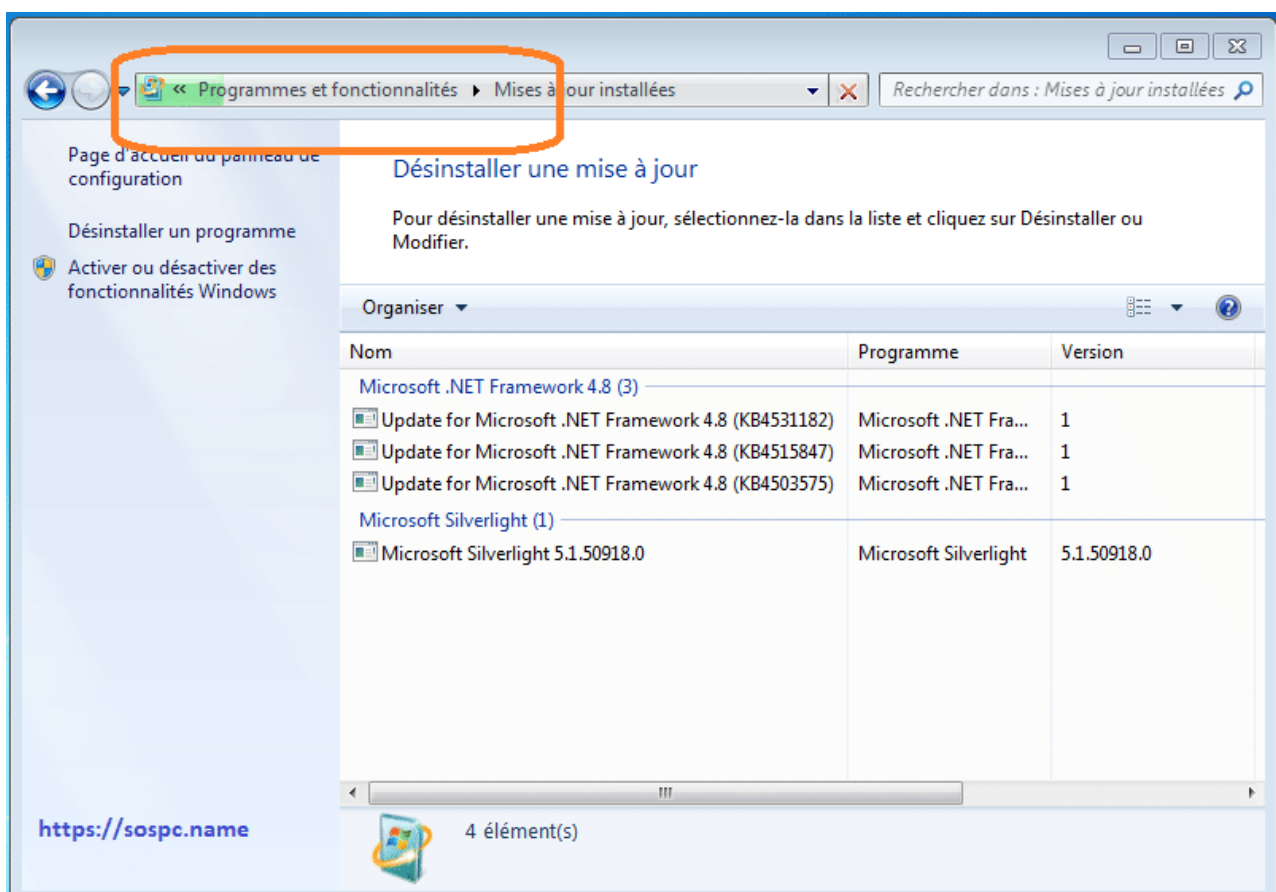 « Programmes et fonctionnalités ▸ Mises à jour installées
Rechercher dans : Mises à jour installées
Page d'accueil du panneau de
configuration
Désinstaller un programme
Activer ou désactiver des
fonctionnalités Windows
Désinstaller une mise à jour
Pour désinstaller une mise à jour, sélectionnez-la dans la liste et cliquez sur Désinstaller ou
Modifier.
Organiser
Nom Programme Version
Microsoft .NET Framework 4.8 (3)
Update for Microsoft .NET Framework 4.8 (KB4531182) Microsoft .NET Fra... 1
Update for Microsoft .NET Framework 4.8 (KB4515847) Microsoft .NET Fra... 1
Update for Microsoft .NET Framework 4.8 (KB4503575) Microsoft .NET Fra... 1
Microsoft Silverlight (1)
Microsoft Silverlight 5.1.50918.0 Microsoft Silverlight 5.1.50918.0
https://sospc.name
4 élément(s)